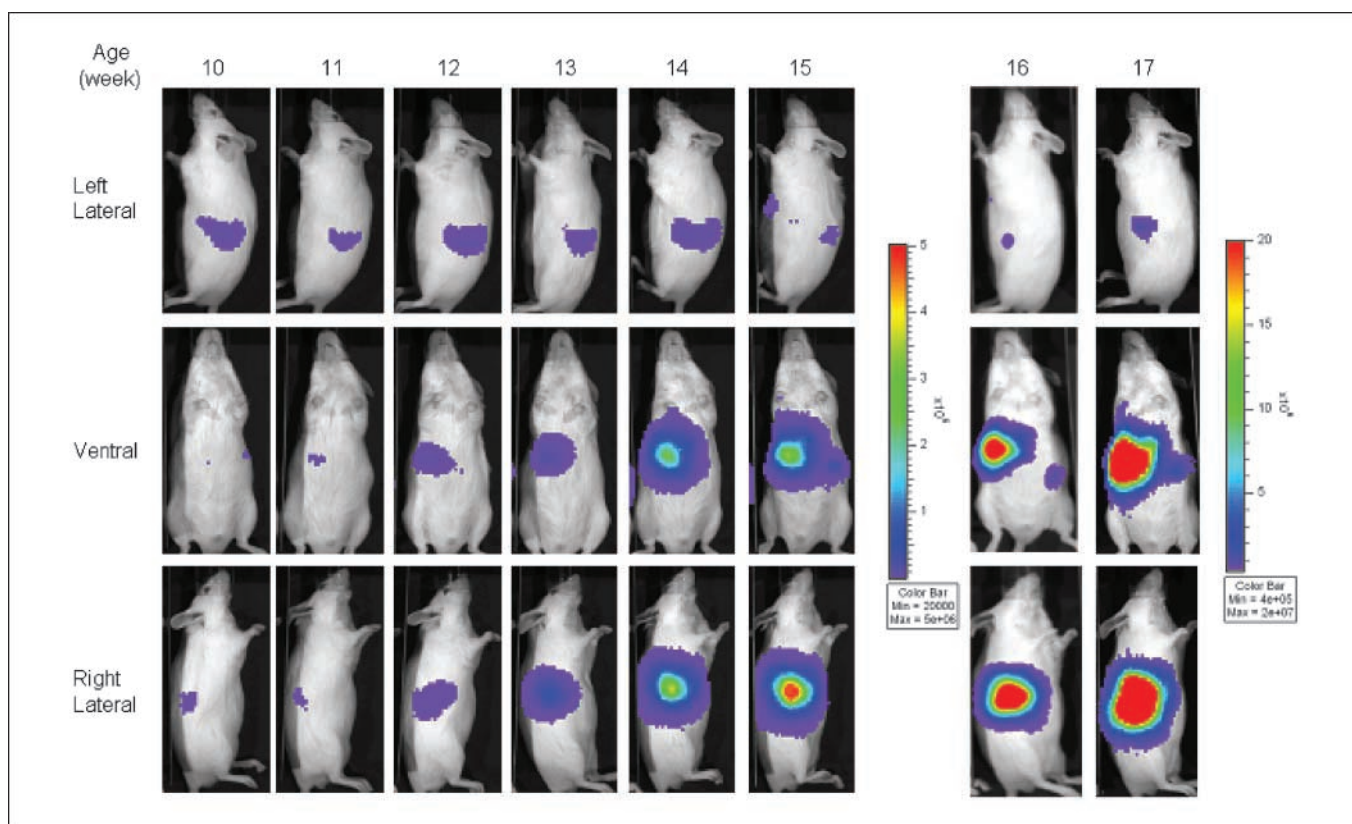 Age
(week)
10 11 12 13 14 15 16 17
Left
Lateral
Ventral
Right
Lateral
5
4
3
2
1
x10⁶
Color Bar
Min = 20000
Max = 5e+06
20
15
10
5
x10⁶
Color Bar
Min = 4e+05
Max = 2e+07